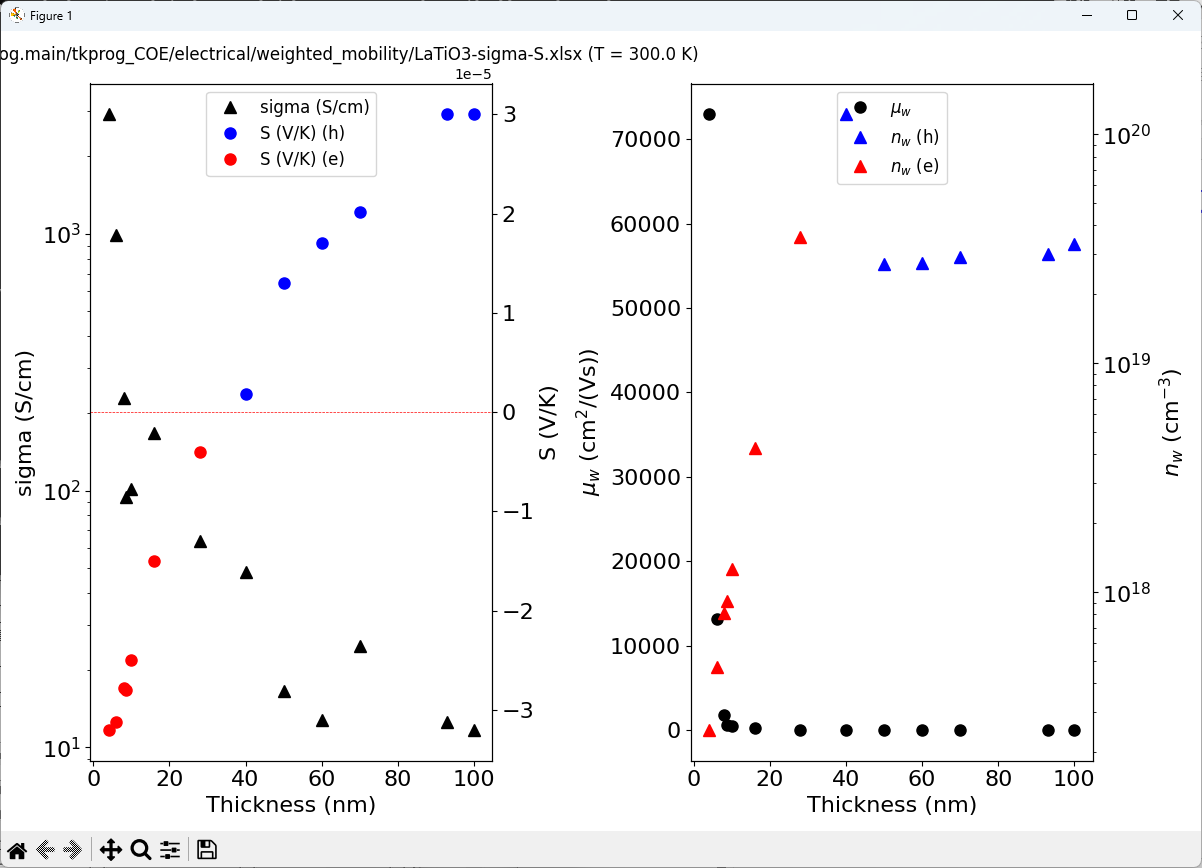 Figure 1
og.main/tkprog_COE/electrical/weighted_mobility/LaTiO3-sigma-S.xlsx (T = 300.0 K)
1e−5
sigma (S/cm)
S (V/K) (h)
S (V/K) (e)
10³
10²
10¹
sigma (S/cm)
3
2
1
0
−1
−2
−3
S (V/K)
0 20 40 60 80 100
Thickness (nm)
μw
nw (h)
nw (e)
70000
60000
50000
40000
30000
20000
10000
0
μw (cm²/(Vs))
10²⁰
10¹⁹
10¹⁸
nw (cm⁻³)
0 20 40 60 80 100
Thickness (nm)